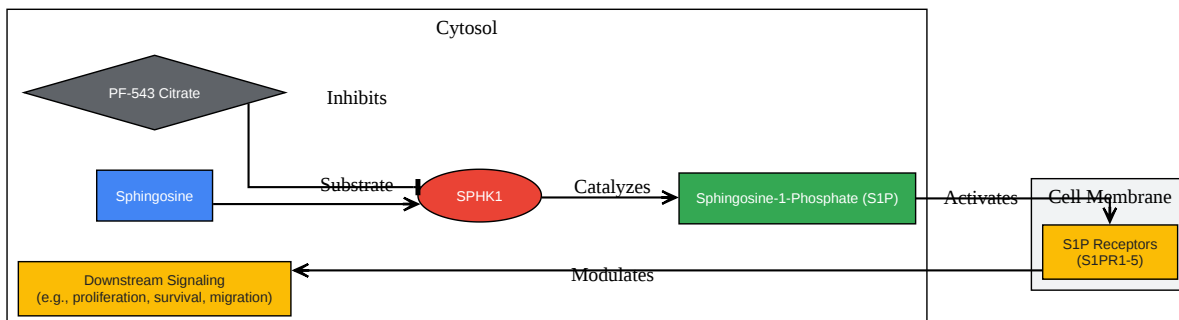 Cytosol
PF-543 Citrate
Inhibits
Sphingosine
Substrate
SPHK1
Catalyzes
Sphingosine-1-Phosphate (S1P)
Activates
Cell Membrane
S1P Receptors
(S1PR1-5)
Modulates
Downstream Signaling
(e.g., proliferation, survival, migration)